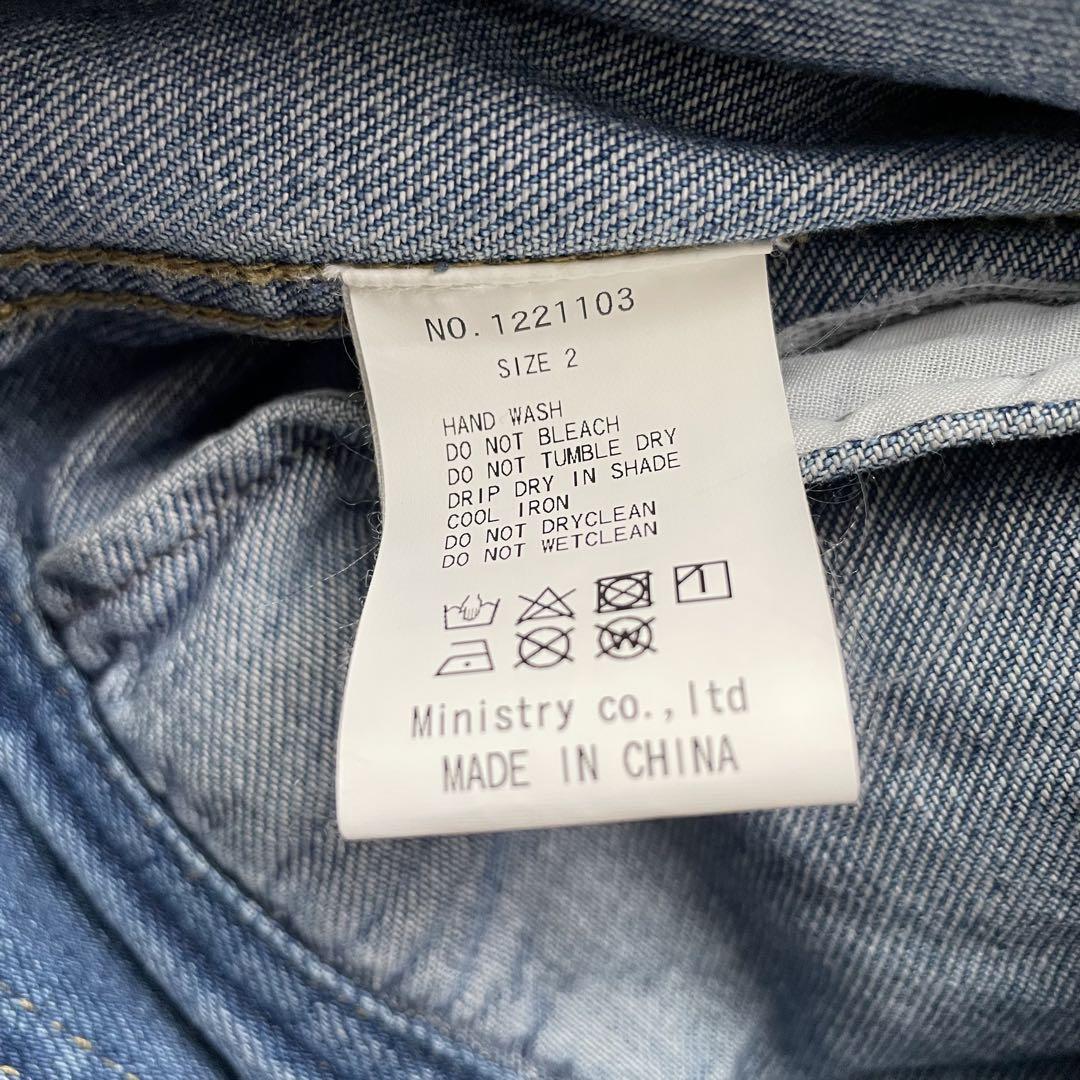 NO. 1221103
SIZE 2
HAND WASH
DO NOT BLEACH
DO NOT TUMBLE DRY
DRIP DRY IN SHADE
COOL IRON
DO NOT DRYCLEAN
DO NOT WETCLEAN
1
W
Ministry co.,ltd
MADE IN CHINA